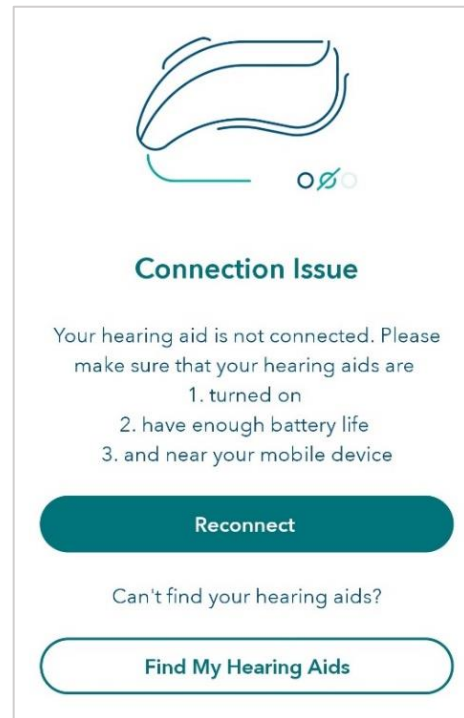 Connection Issue
Your hearing aid is not connected. Please
make sure that your hearing aids are
1. turned on
2. have enough battery life
3. and near your mobile device
Reconnect
Can't find your hearing aids?
Find My Hearing Aids